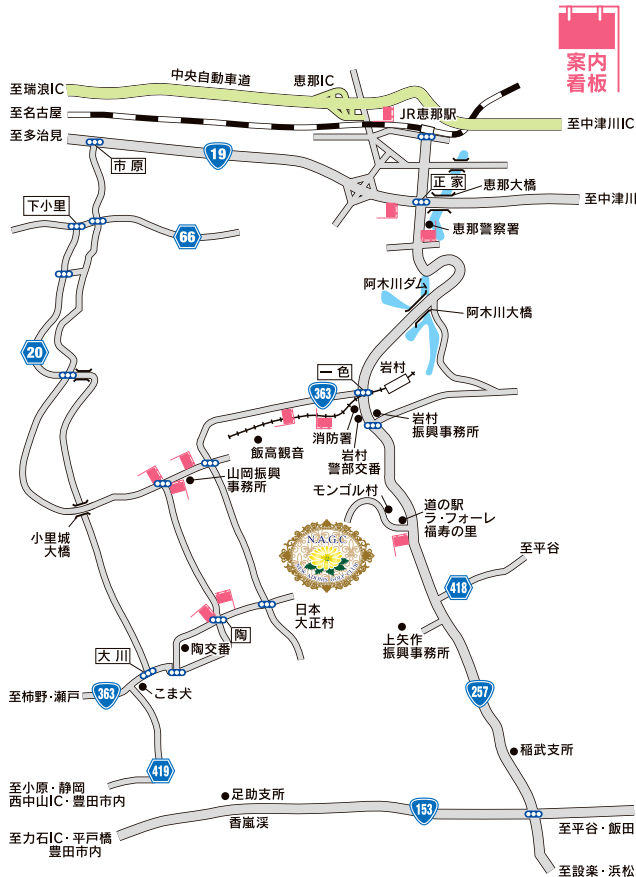 案内
看板
中央自動車道
恵那IC
至瑞浪IC
至名古屋
JR恵那駅
至中津川IC
至多治見
19
市原
正家
恵那大橋
至中津川
下小里
66
恵那警察署
阿木川ダム
阿木川大橋
20
一色
岩村
363
消防署
岩村
警部交番
岩村
振興事務所
飯高観音
山岡振興
事務所
モンゴル村
道の駅
ラ・フォーレ
福寿の里
小里城
大橋
N.A.G.C
至平谷
418
日本
大正村
陶
上矢作
振興事務所
陶交番
大川
こま犬
至柿野・瀬戸
363
257
稲武支所
419
至小原・静岡
西中山IC・豊田市内
足助支所
香嵐渓
153
至力石IC・平戸橋
豊田市内
至平谷・飯田
至設楽・浜松